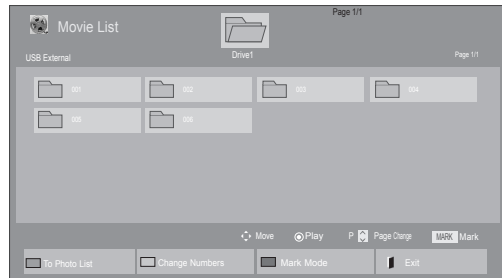 Page 1/1
Movie List
Drive1
USB External
Page 1/1
001
002
003
004
005
006
Move
Play
P
Page Change
MARK
Mark
To Photo List
Change Numbers
Mark Mode
Exit